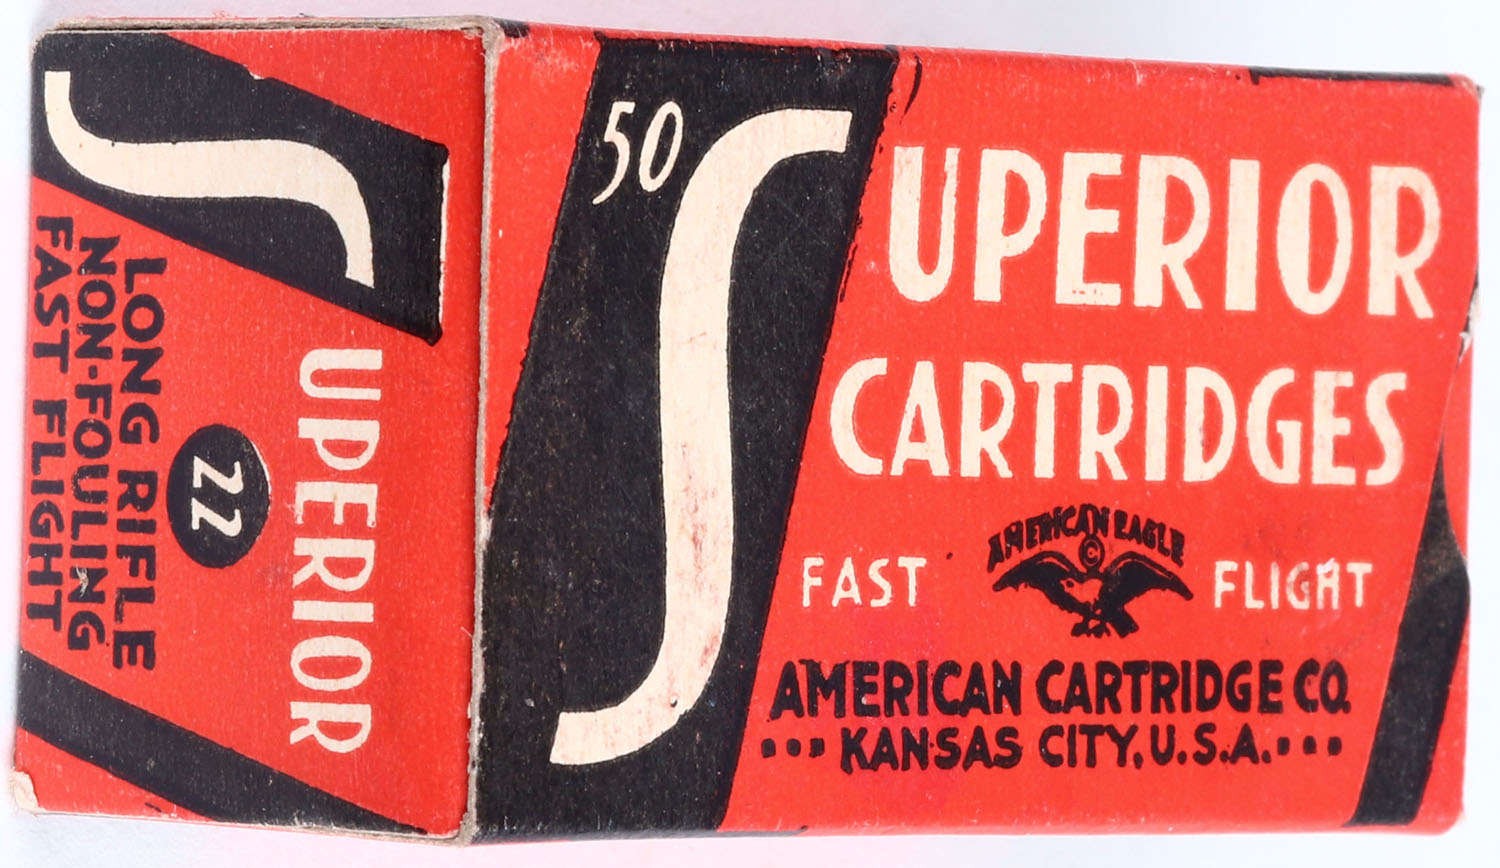 50
SUPERIOR
CARTRIDGES
AMERICAN EAGLE
©
FAST FLIGHT
AMERICAN CARTRIDGE CO.
••• KANSAS CITY, U.S.A. •••
SUPERIOR
22
LONG RIFLE
NON-FOULING
FAST FLIGHT